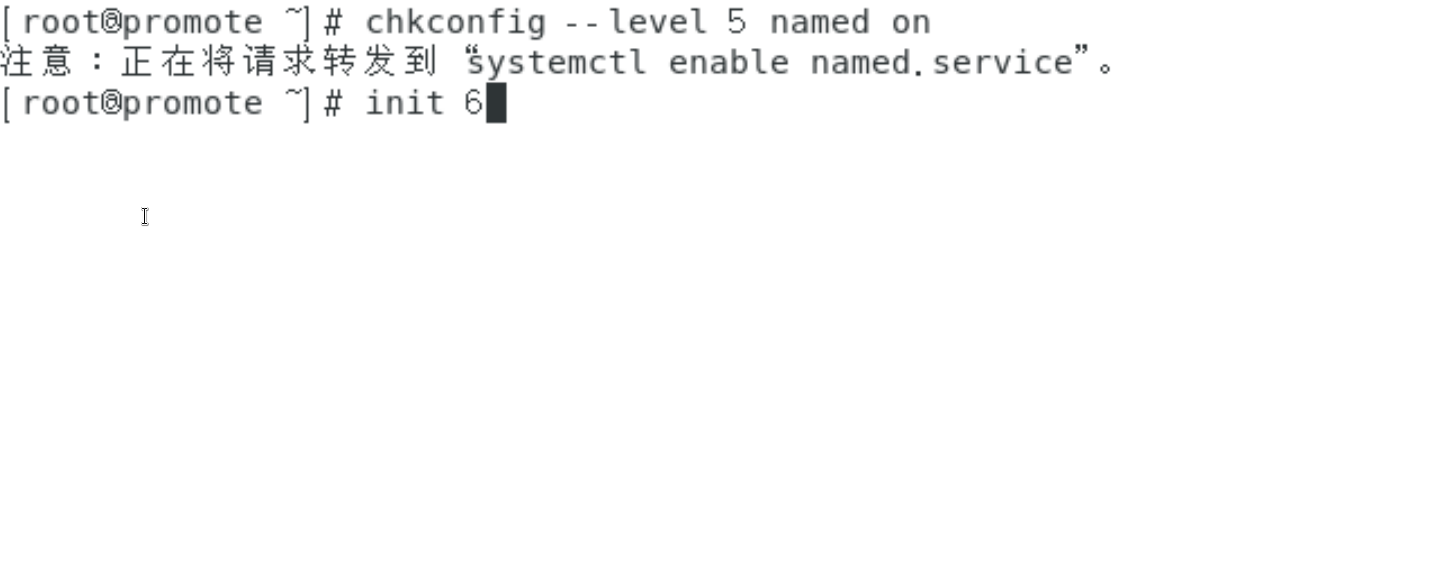 [root@promote ~]# chkconfig --level 5 named on
注意：正在将请求转发到“systemctl enable named.service”。
[root@promote ~]# init 6